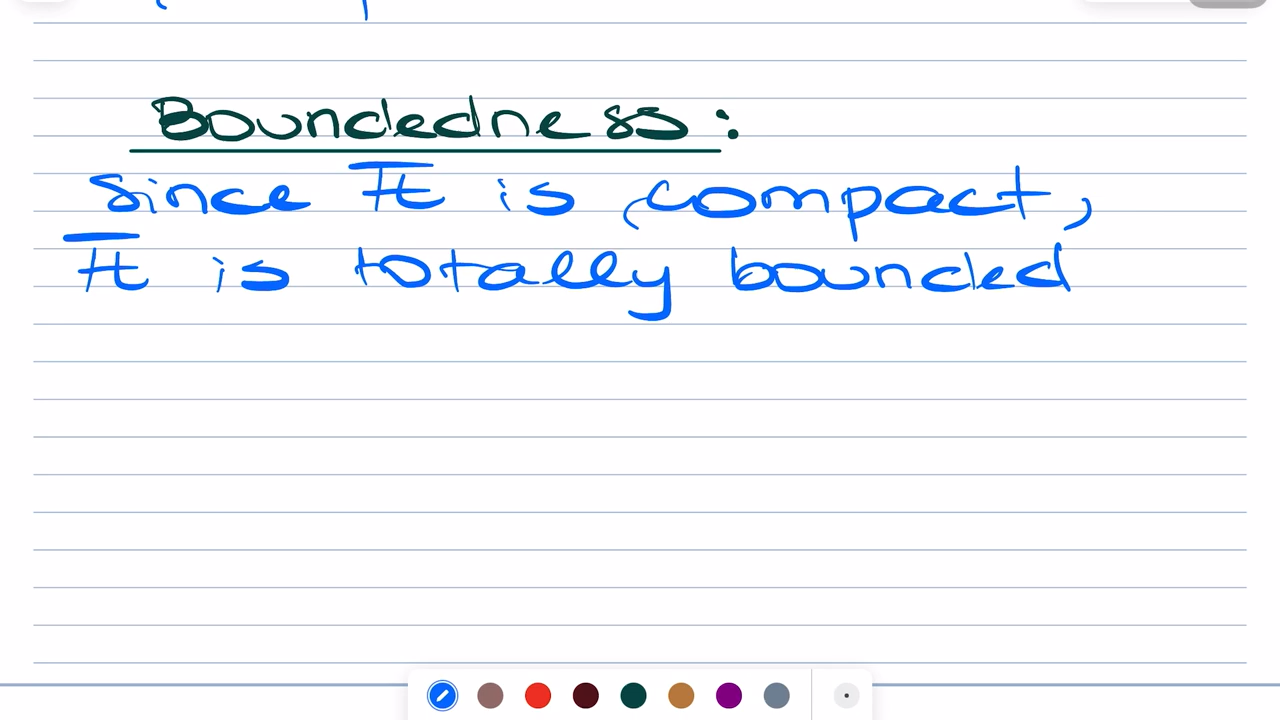 Boundedness:
Since F̅ is compact,
F̅ is totally bounded